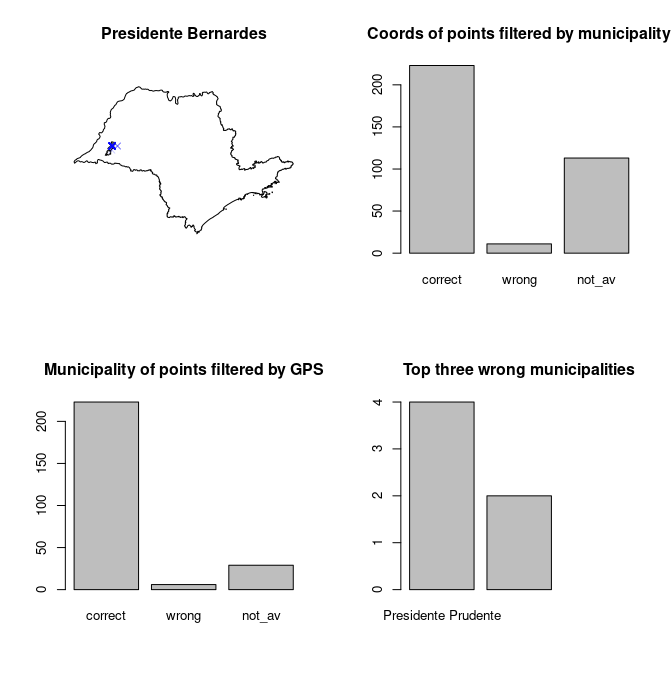 Presidente Bernardes
Coords of points filtered by municipality
200
150
100
50
0
correct wrong not_av
Municipality of points filtered by GPS
200
150
100
50
0
correct wrong not_av
Top three wrong municipalities
4
3
2
1
0
Presidente Prudente